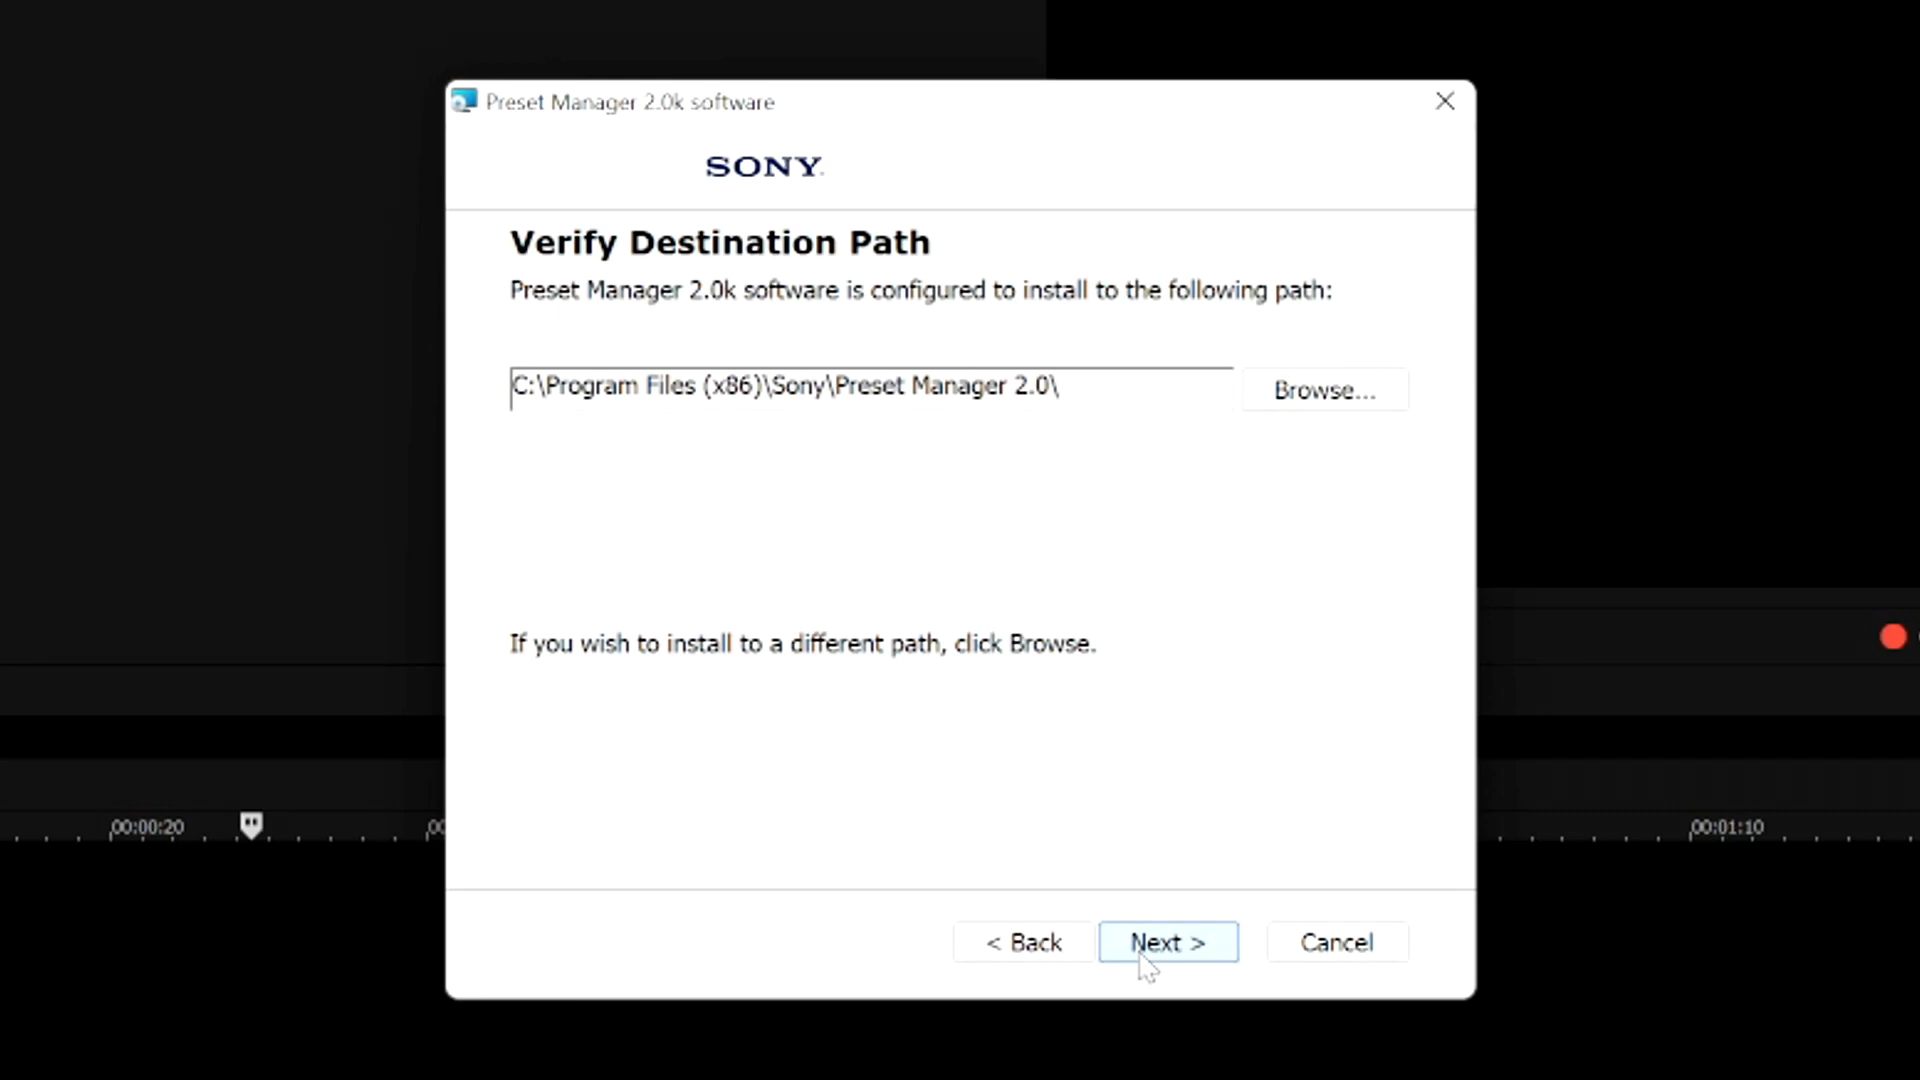 Preset Manager 2.0k software
SONY
Verify Destination Path
Preset Manager 2.0k software is configured to install to the following path:
C:\Program Files (x86)\Sony\Preset Manager 2.0\
Browse...
If you wish to install to a different path, click Browse.
00:00:20
00:01:10
< Back
Next >
Cancel